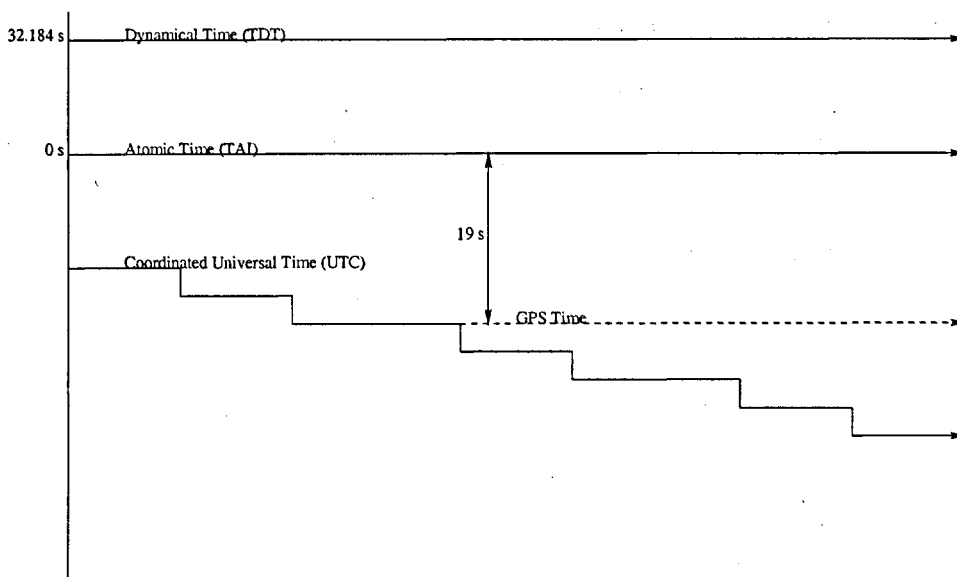 32.184 s Dynamical Time (TDT)
0 s Atomic Time (TAI)
19 s
Coordinated Universal Time (UTC)
GPS Time